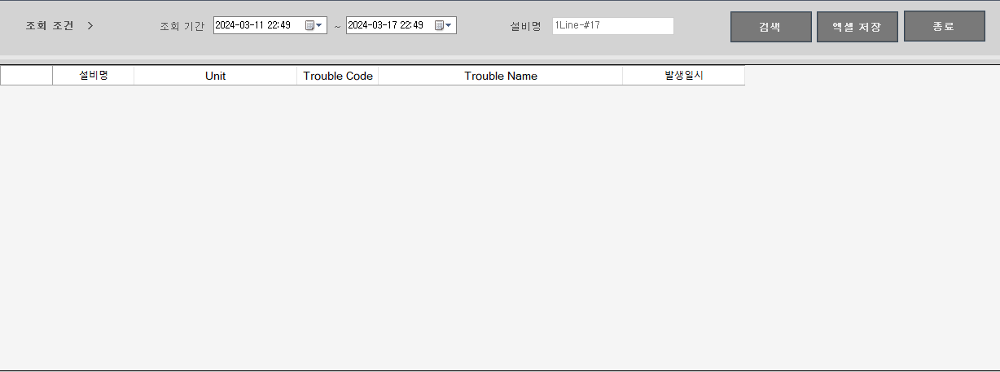 조회 조건 > 조회 기간 2024-03-11 22:49 ~ 2024-03-17 22:49 설비명 1Line-#17 검색 엑셀 저장 종료
설비명 Unit Trouble Code Trouble Name 발생일시